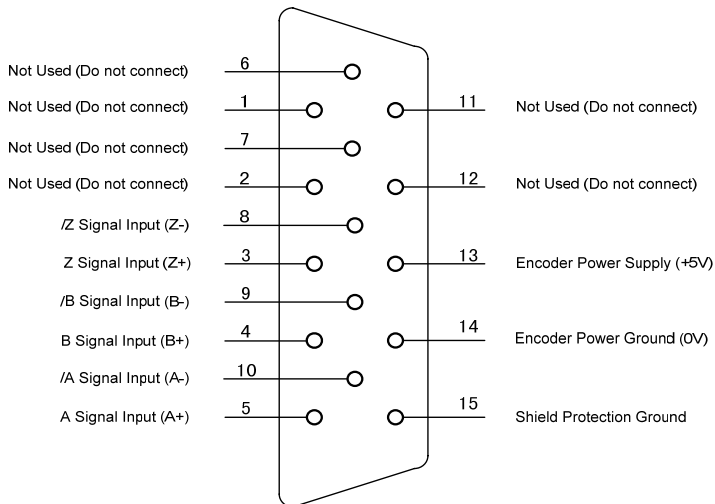 Not Used (Do not connect) 6
Not Used (Do not connect) 1 11 Not Used (Do not connect)
Not Used (Do not connect) 7
Not Used (Do not connect) 2 12 Not Used (Do not connect)
/Z Signal Input (Z-) 8
Z Signal Input (Z+) 3 13 Encoder Power Supply (+5V)
/B Signal Input (B-) 9
B Signal Input (B+) 4 14 Encoder Power Ground (0V)
/A Signal Input (A-) 10
A Signal Input (A+) 5 15 Shield Protection Ground